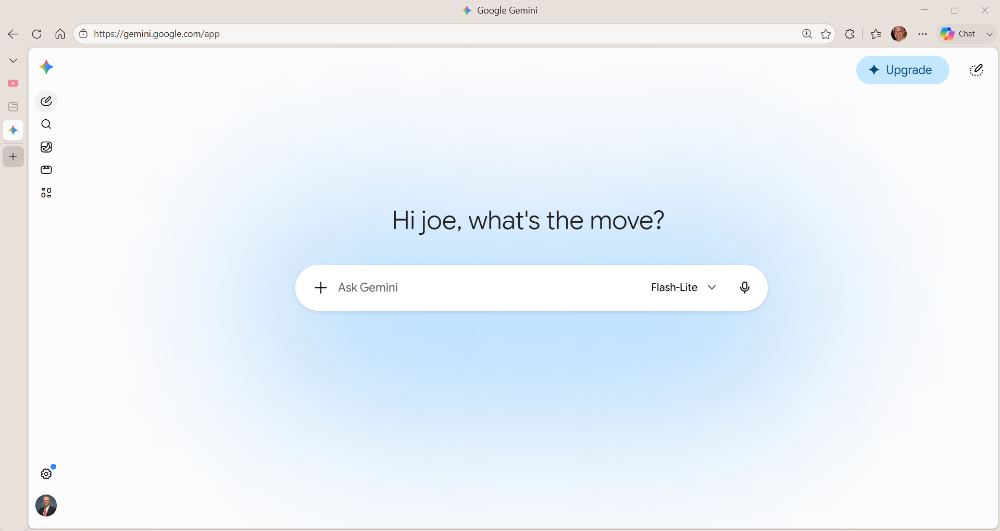 Google Gemini
https://gemini.google.com/app
Chat
Upgrade
Hi joe, what's the move?
Ask Gemini
Flash-Lite